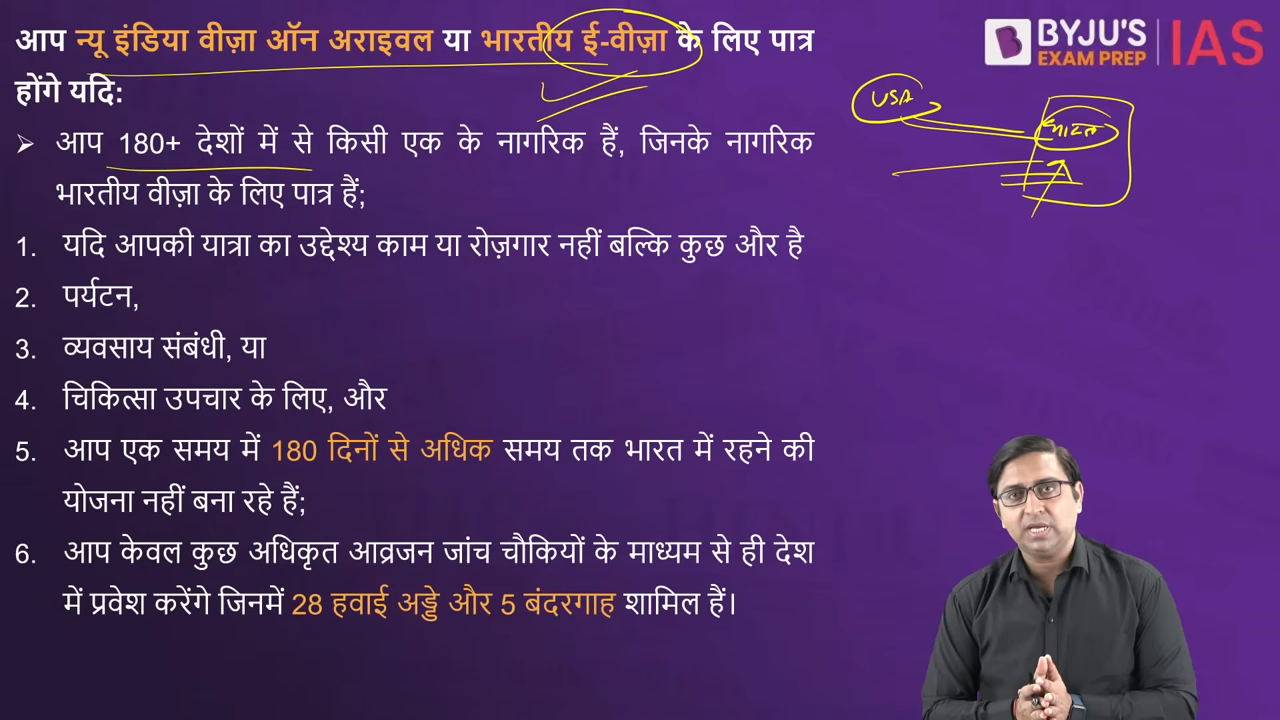 आप न्यू इंडिया वीज़ा ऑन अराइवल या भारतीय ई-वीज़ा के लिए पात्र
होंगे यदि:
➢ आप 180+ देशों में से किसी एक के नागरिक हैं, जिनके नागरिक
भारतीय वीज़ा के लिए पात्र हैं;
1. यदि आपकी यात्रा का उद्देश्य काम या रोज़गार नहीं बल्कि कुछ और है
2. पर्यटन,
3. व्यवसाय संबंधी, या
4. चिकित्सा उपचार के लिए, और
5. आप एक समय में 180 दिनों से अधिक समय तक भारत में रहने की
योजना नहीं बना रहे हैं;
6. आप केवल कुछ अधिकृत आव्रजन जांच चौकियों के माध्यम से ही देश
में प्रवेश करेंगे जिनमें 28 हवाई अड्डे और 5 बंदरगाह शामिल हैं।
BYJU'S
EXAM PREP
IAS
USA
भारत